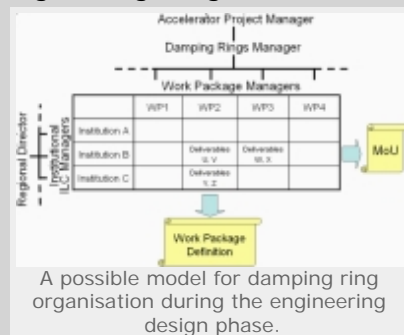 Accelerator Project Manager
Damping Rings Manager
Work Package Managers
WP1 WP2 WP3 WP4
Regional Director
Institutional
ILC Managers
Institution A
Institution B Deliverables U, V Deliverables W, X
Institution C Deliverables Y, Z
MoU
Work Package
Definition
A possible model for damping ring
organisation during the engineering
design phase.